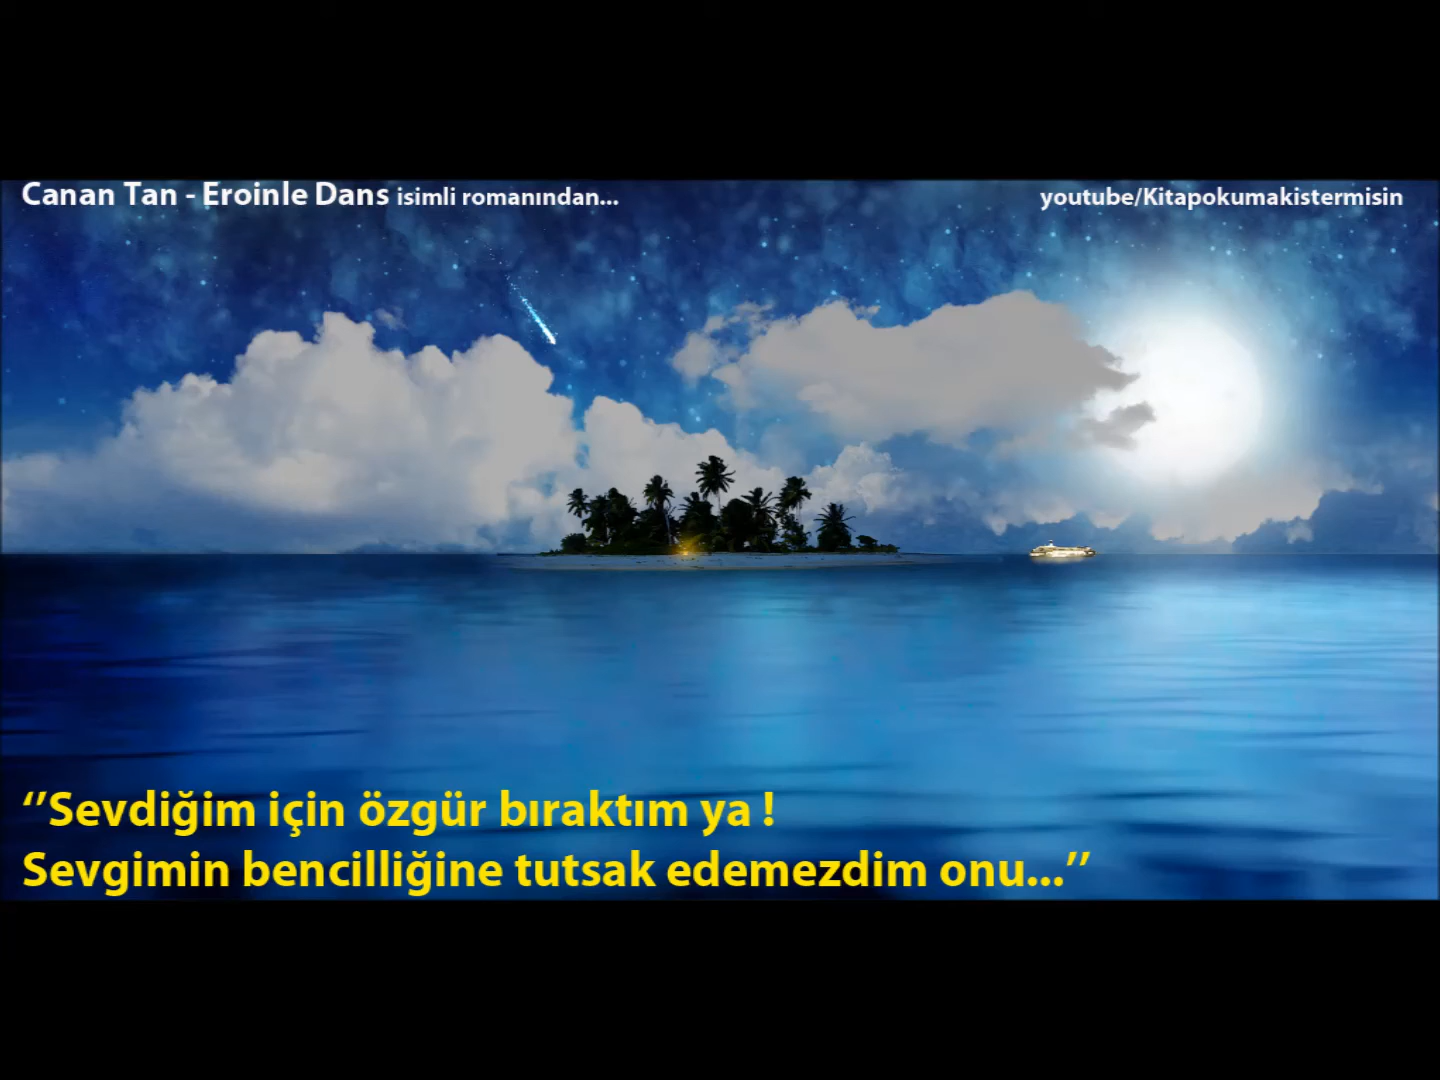 Canan Tan - Eroinle Dans isimli romanından...
youtube/Kitapokumakistermisin
‘’Sevdiğim için özgür bıraktım ya !
Sevgimin bencilliğine tutsak edemezdim onu...’’